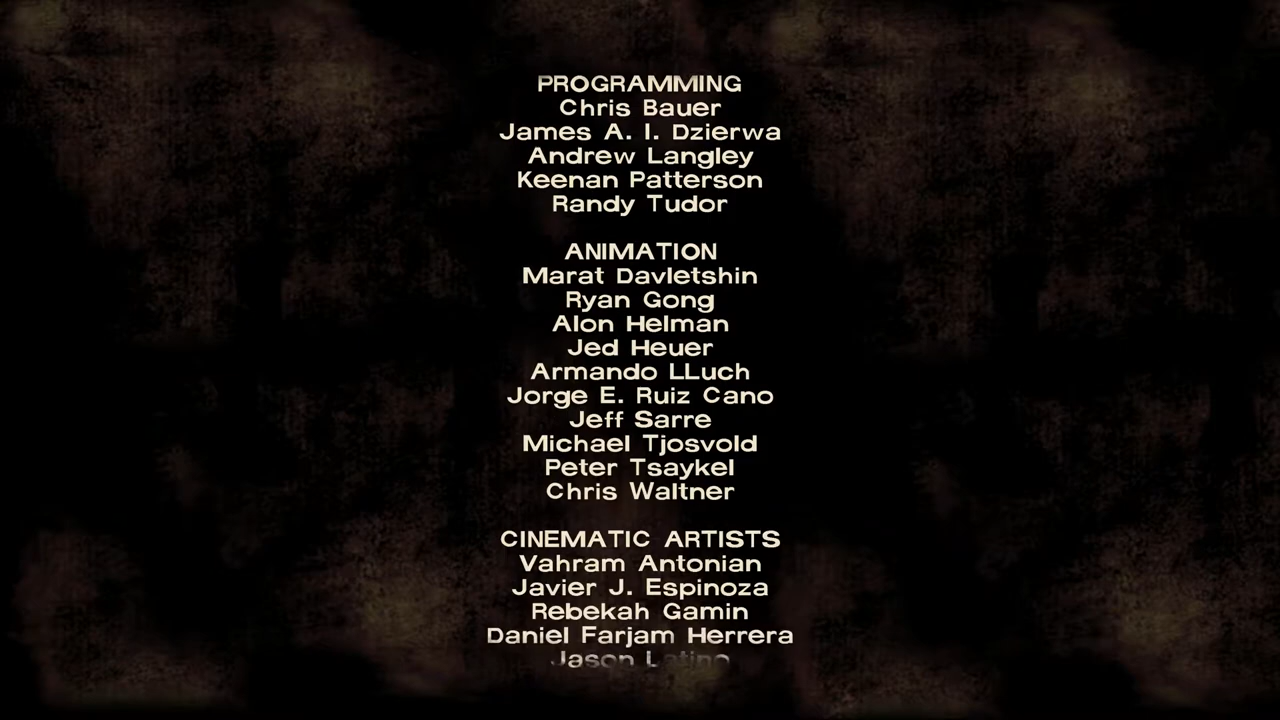 PROGRAMMING
Chris Bauer
James A. I. Dzierwa
Andrew Langley
Keenan Patterson
Randy Tudor
ANIMATION
Marat Davletshin
Ryan Gong
Alon Helman
Jed Heuer
Armando LLuch
Jorge E. Ruiz Cano
Jeff Sarre
Michael Tjosvold
Peter Tsaykel
Chris Waltner
CINEMATIC ARTISTS
Vahram Antonian
Javier J. Espinoza
Rebekah Gamin
Daniel Farjam Herrera
Jason Latino